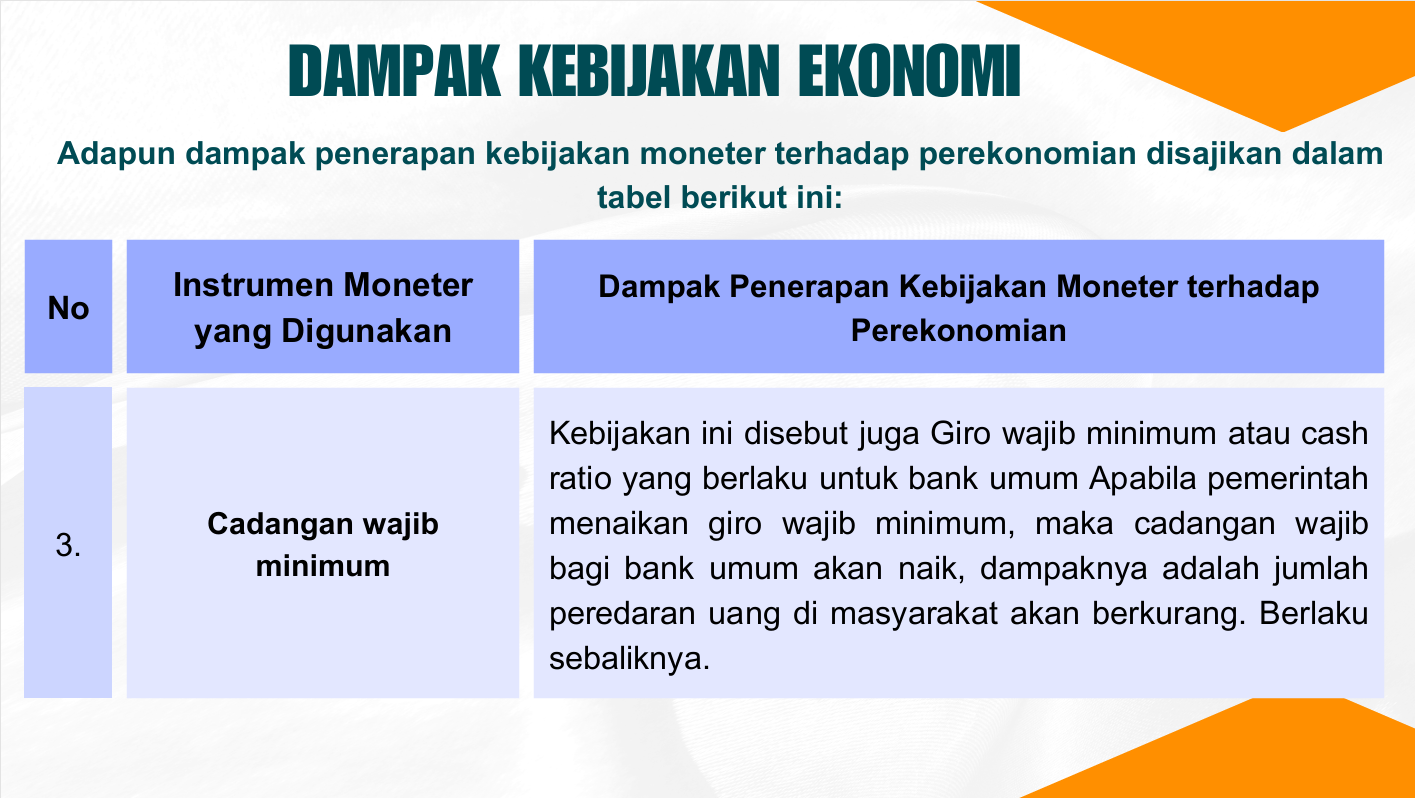 DAMPAK KEBIJAKAN EKONOMI
Adapun dampak penerapan kebijakan moneter terhadap perekonomian disajikan dalam
tabel berikut ini:
No
Instrumen Moneter
yang Digunakan
Dampak Penerapan Kebijakan Moneter terhadap
Perekonomian
3.
Cadangan wajib
minimum
Kebijakan ini disebut juga Giro wajib minimum atau cash
ratio yang berlaku untuk bank umum Apabila pemerintah
menaikan giro wajib minimum, maka cadangan wajib
bagi bank umum akan naik, dampaknya adalah jumlah
peredaran uang di masyarakat akan berkurang. Berlaku
sebaliknya.